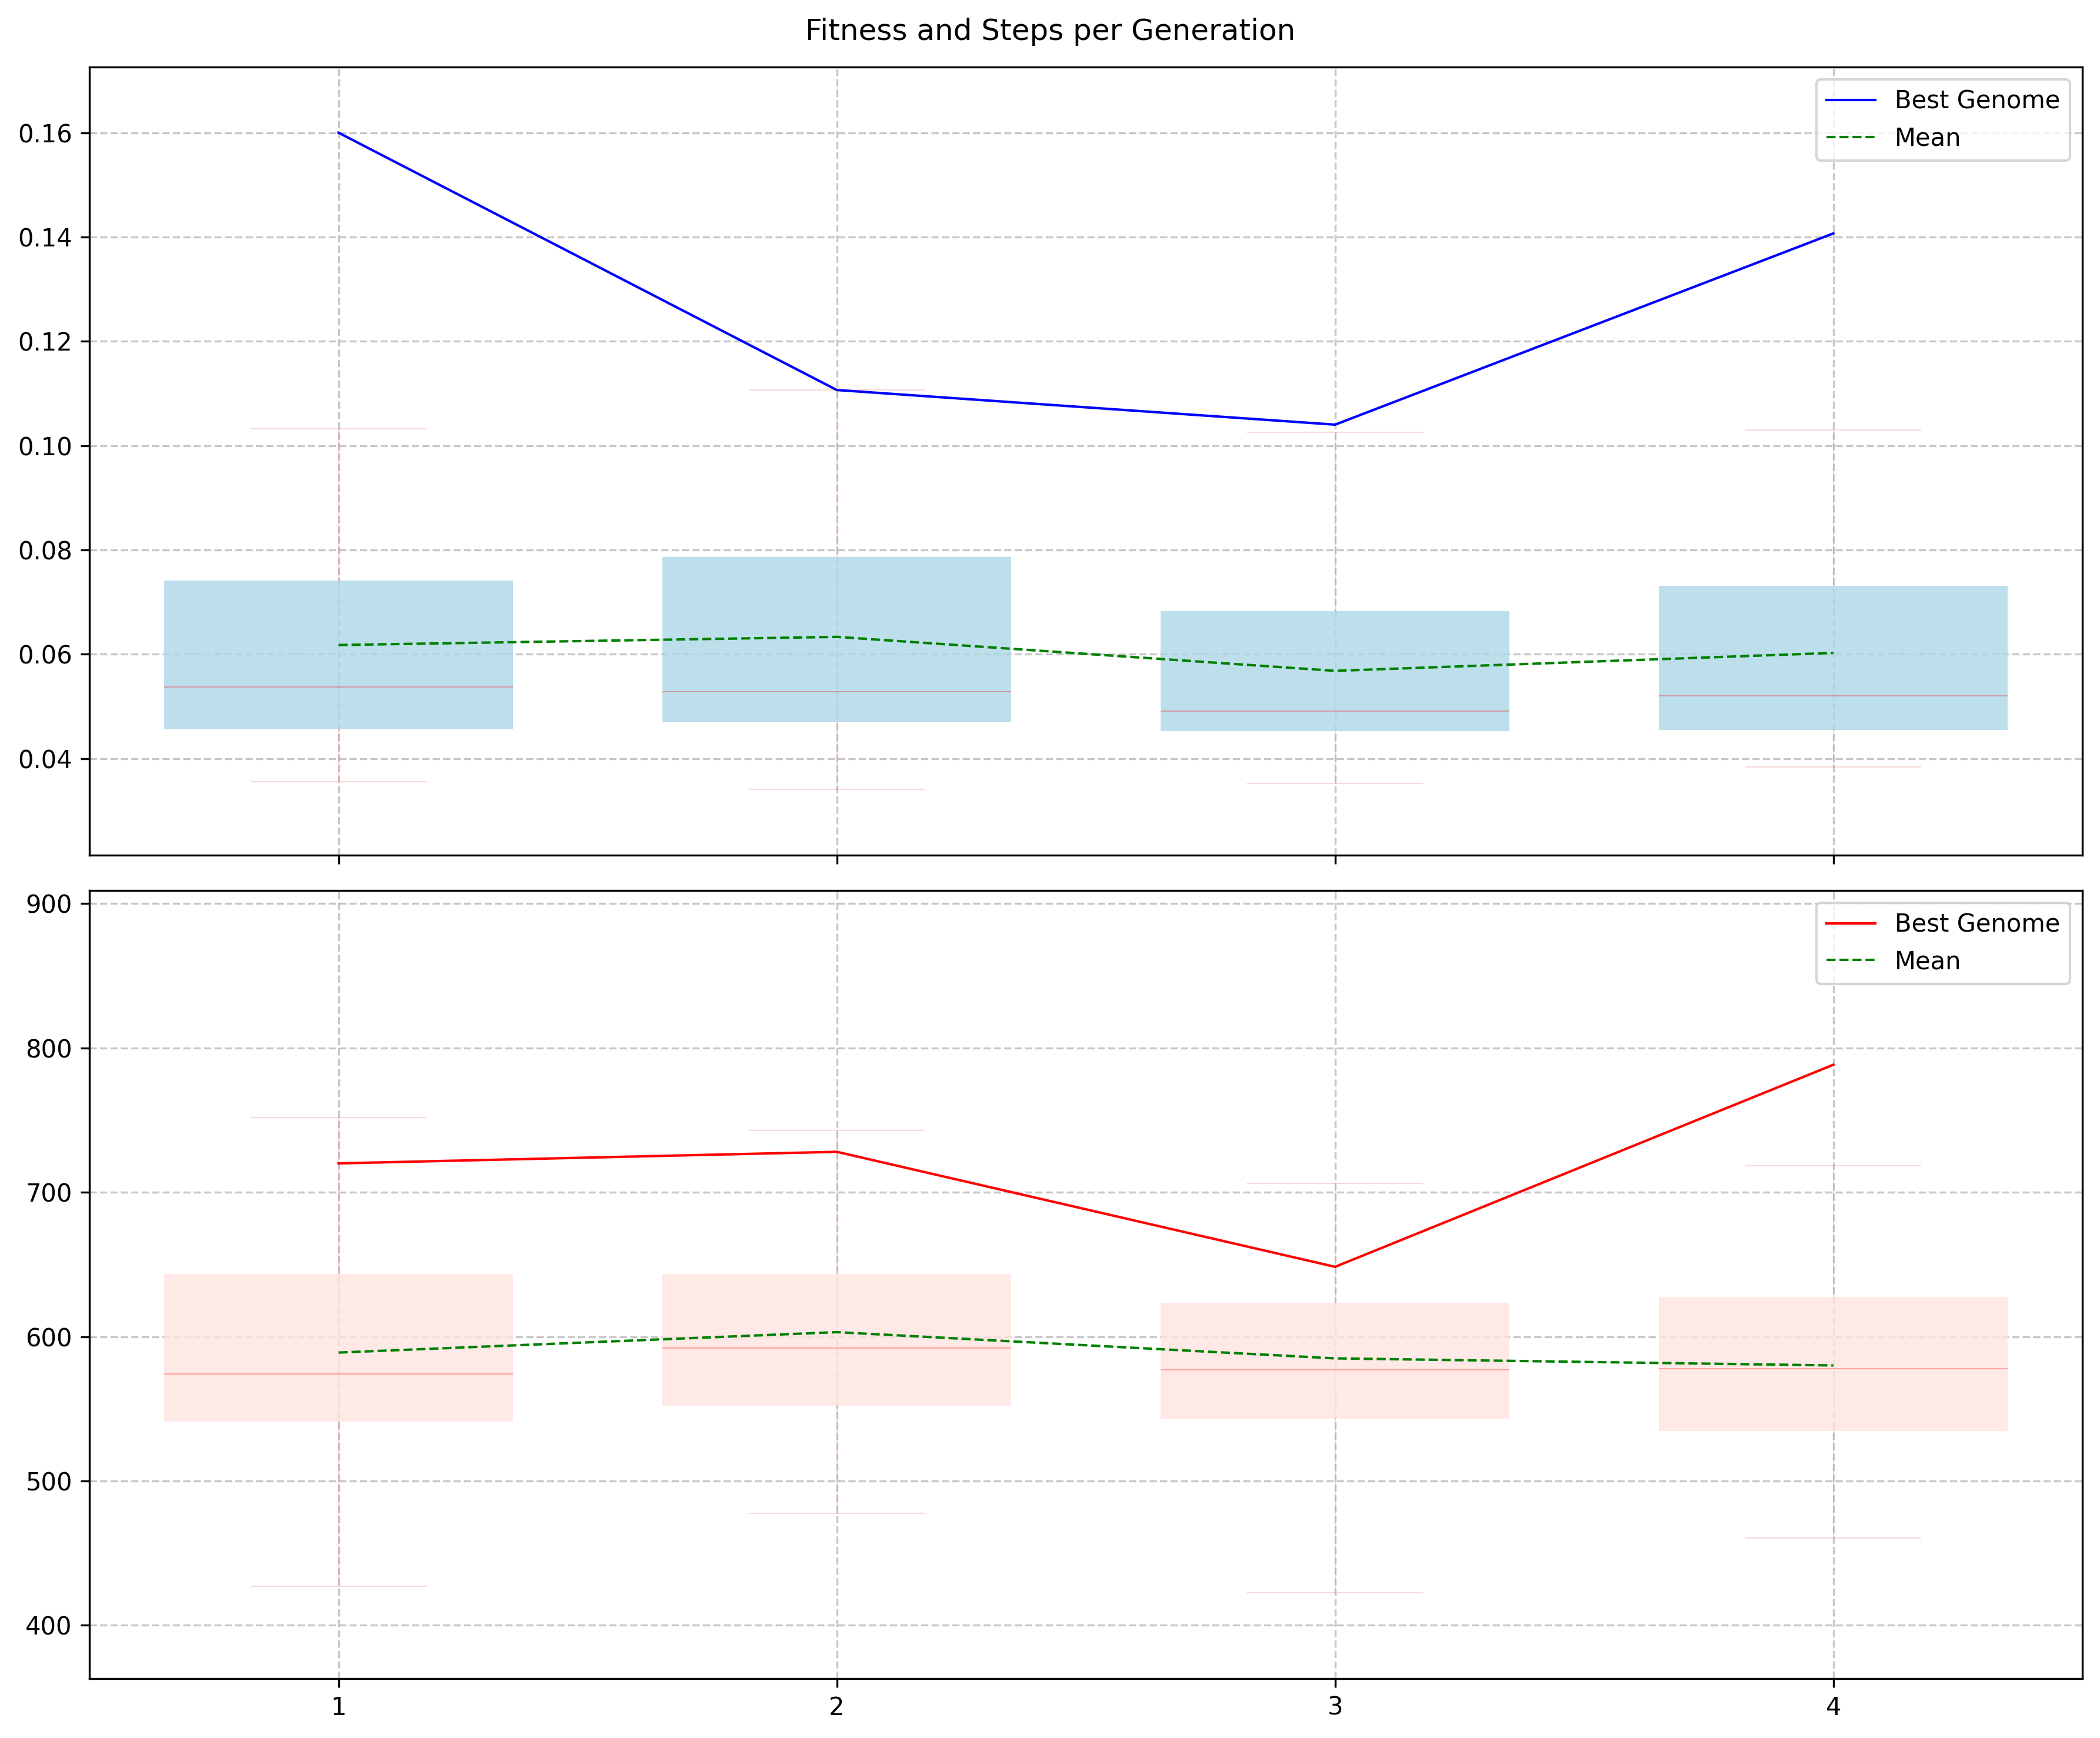 Fitness and Steps per Generation
Best Genome
Mean
0.16
0.14
0.12
0.10
0.08
0.06
0.04
Best Genome
Mean
900
800
700
600
500
400
1 2 3 4